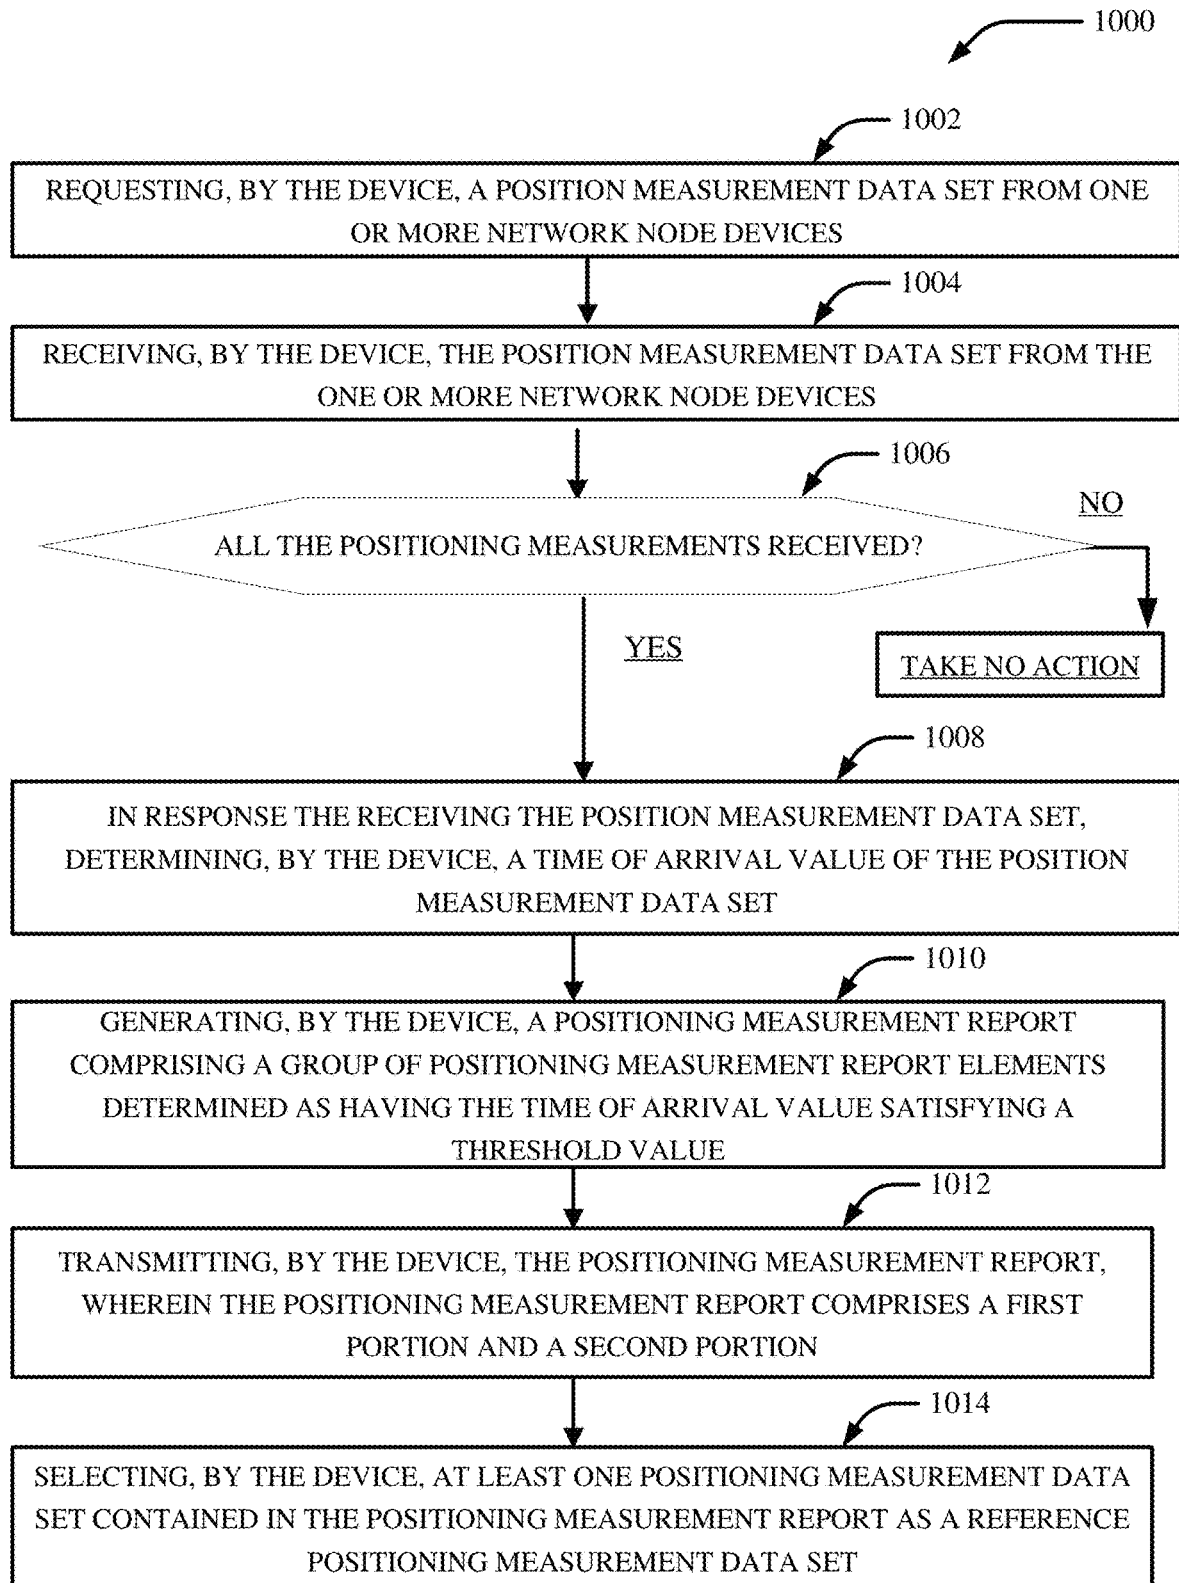 1000
1002
REQUESTING, BY THE DEVICE, A POSITION MEASUREMENT DATA SET FROM ONE
OR MORE NETWORK NODE DEVICES
1004
RECEIVING, BY THE DEVICE, THE POSITION MEASUREMENT DATA SET FROM THE
ONE OR MORE NETWORK NODE DEVICES
1006
NO
ALL THE POSITIONING MEASUREMENTS RECEIVED?
YES
TAKE NO ACTION
1008
IN RESPONSE THE RECEIVING THE POSITION MEASUREMENT DATA SET,
DETERMINING, BY THE DEVICE, A TIME OF ARRIVAL VALUE OF THE POSITION
MEASUREMENT DATA SET
1010
GENERATING, BY THE DEVICE, A POSITIONING MEASUREMENT REPORT
COMPRISING A GROUP OF POSITIONING MEASUREMENT REPORT ELEMENTS
DETERMINED AS HAVING THE TIME OF ARRIVAL VALUE SATISFYING A
THRESHOLD VALUE
1012
TRANSMITTING, BY THE DEVICE, THE POSITIONING MEASUREMENT REPORT,
WHEREIN THE POSITIONING MEASUREMENT REPORT COMPRISES A FIRST
PORTION AND A SECOND PORTION
1014
SELECTING, BY THE DEVICE, AT LEAST ONE POSITIONING MEASUREMENT DATA
SET CONTAINED IN THE POSITIONING MEASUREMENT REPORT AS A REFERENCE
POSITIONING MEASUREMENT DATA SET